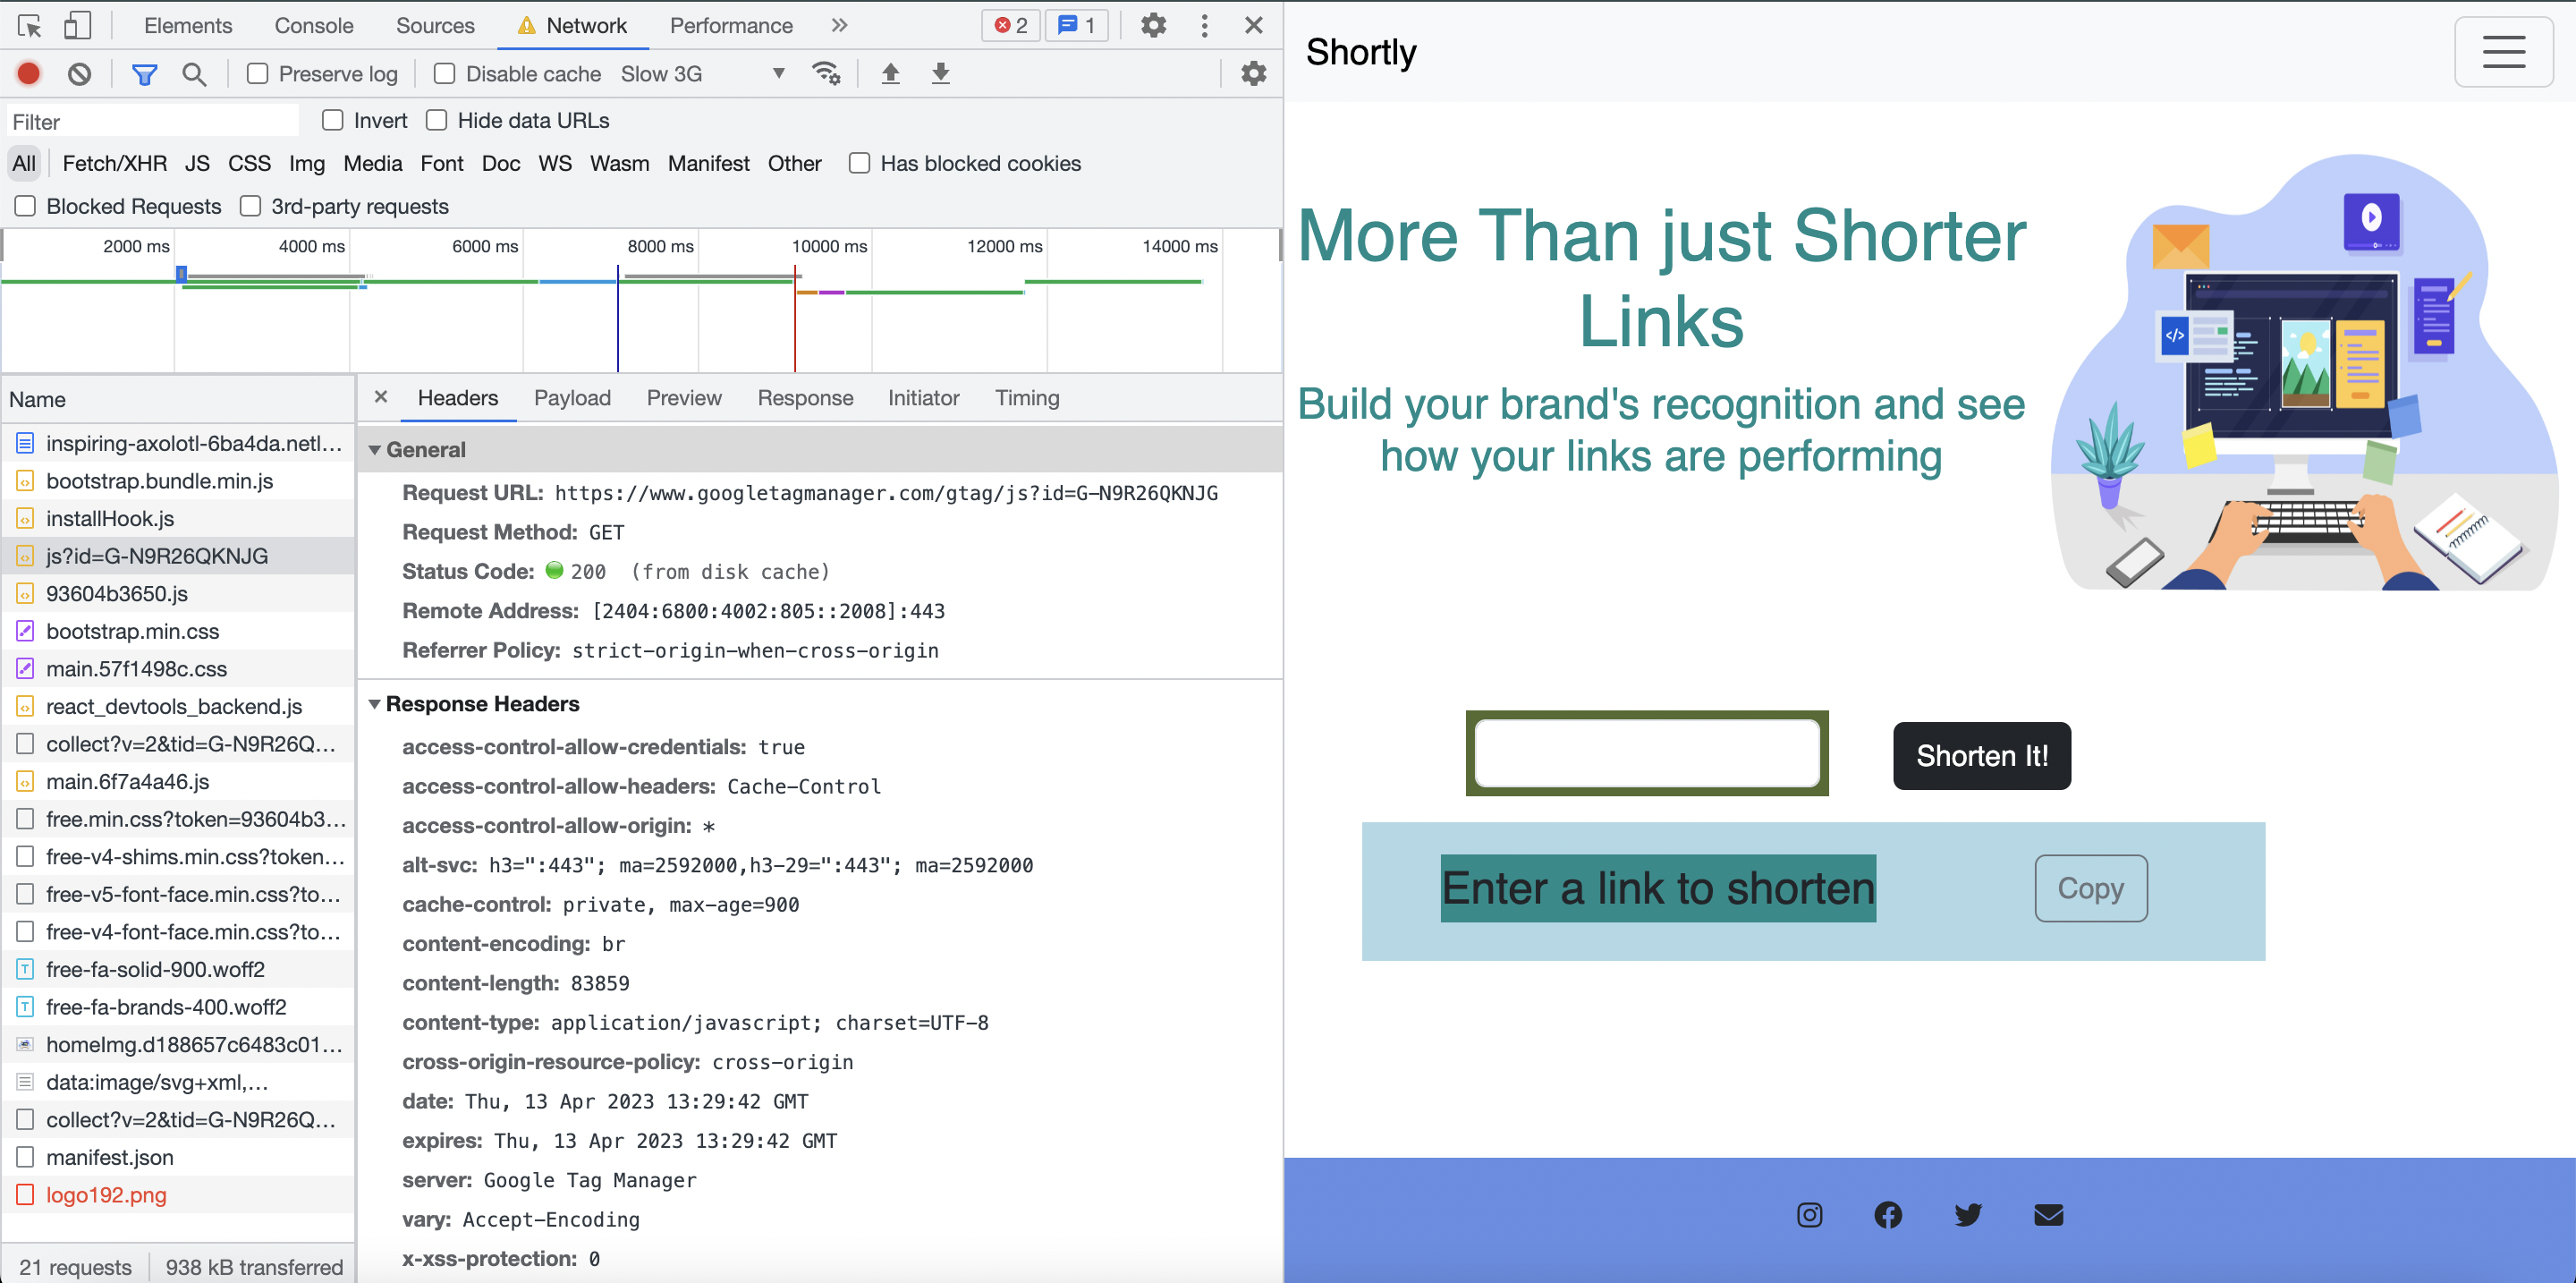 Elements Console Sources Network Performance 2 1
Preserve log Disable cache Slow 3G
Filter Invert Hide data URLs
All Fetch/XHR JS CSS Img Media Font Doc WS Wasm Manifest Other Has blocked cookies
Blocked Requests 3rd-party requests
2000 ms 4000 ms 6000 ms 8000 ms 10000 ms 12000 ms 14000 ms
Name
inspiring-axolotl-6ba4da.netl...
bootstrap.bundle.min.js
installHook.js
js?id=G-N9R26QKNJG
93604b3650.js
bootstrap.min.css
main.57f1498c.css
react_devtools_backend.js
collect?v=2&tid=G-N9R26Q...
main.6f7a4a46.js
free.min.css?token=93604b3...
free-v4-shims.min.css?token...
free-v5-font-face.min.css?to...
free-v4-font-face.min.css?to...
free-fa-solid-900.woff2
free-fa-brands-400.woff2
homeImg.d188657c6483c01...
data:image/svg+xml,...
collect?v=2&tid=G-N9R26Q...
manifest.json
logo192.png
21 requests 938 kB transferred
Headers Payload Preview Response Initiator Timing
General
Request URL: https://www.googletagmanager.com/gtag/js?id=G-N9R26QKNJG
Request Method: GET
Status Code: 200 (from disk cache)
Remote Address: [2404:6800:4002:805::2008]:443
Referrer Policy: strict-origin-when-cross-origin
Response Headers
access-control-allow-credentials: true
access-control-allow-headers: Cache-Control
access-control-allow-origin: *
alt-svc: h3=":443"; ma=2592000,h3-29=":443"; ma=2592000
cache-control: private, max-age=900
content-encoding: br
content-length: 83859
content-type: application/javascript; charset=UTF-8
cross-origin-resource-policy: cross-origin
date: Thu, 13 Apr 2023 13:29:42 GMT
expires: Thu, 13 Apr 2023 13:29:42 GMT
server: Google Tag Manager
vary: Accept-Encoding
x-xss-protection: 0
Shortly
More Than just Shorter
Links
Build your brand's recognition and see
how your links are performing
</>
Shorten It!
Enter a link to shorten
Copy